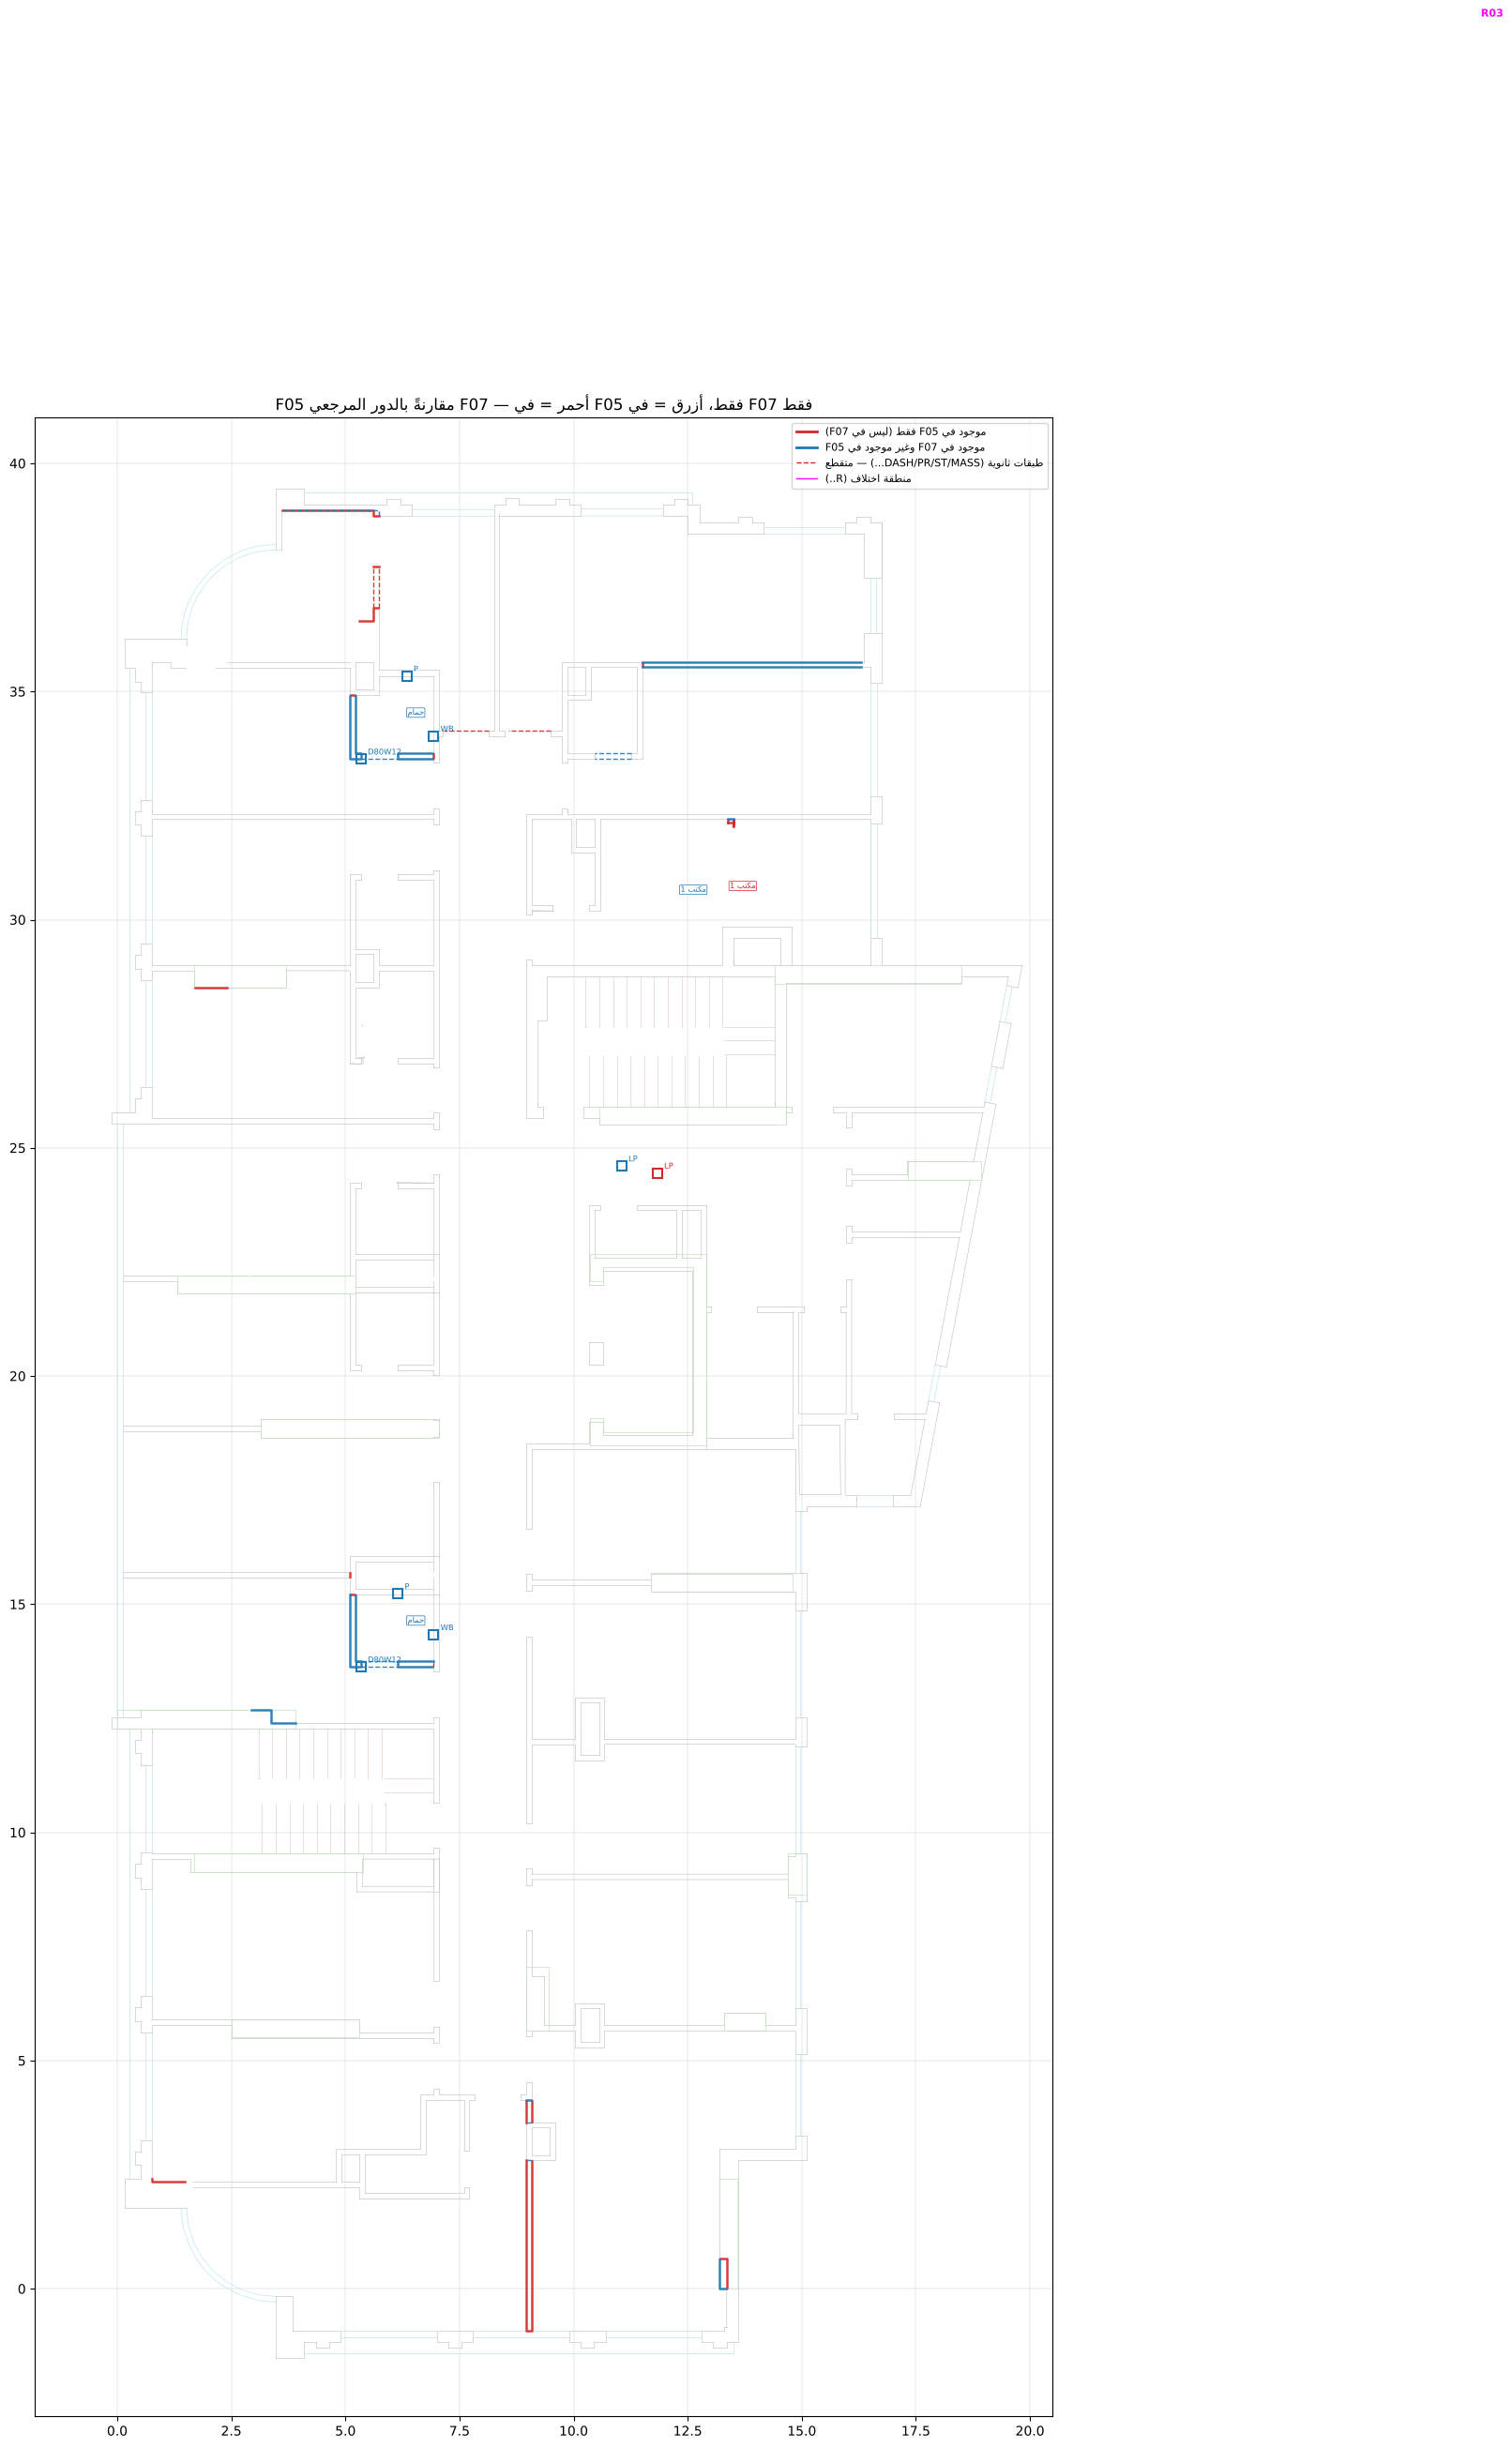 R03
فقط F07 فقط، أزرق = في F05 أحمر = في — F07 مقارنةً بالدور المرجعي F05
موجود في F05 فقط (ليس في F07)
موجود في F07 وغير موجود في F05
طبقات ثانوية (DASH/PR/ST/MASS...) — متقطع
منطقة اختلاف (R..)
40
35
30
25
20
15
10
5
0
P
حمام
WB
D80W12
مكتب 1
مكتب 1
LP
LP
P
حمام
WB
D80W12
0.0
2.5
5.0
7.5
10.0
12.5
15.0
17.5
20.0